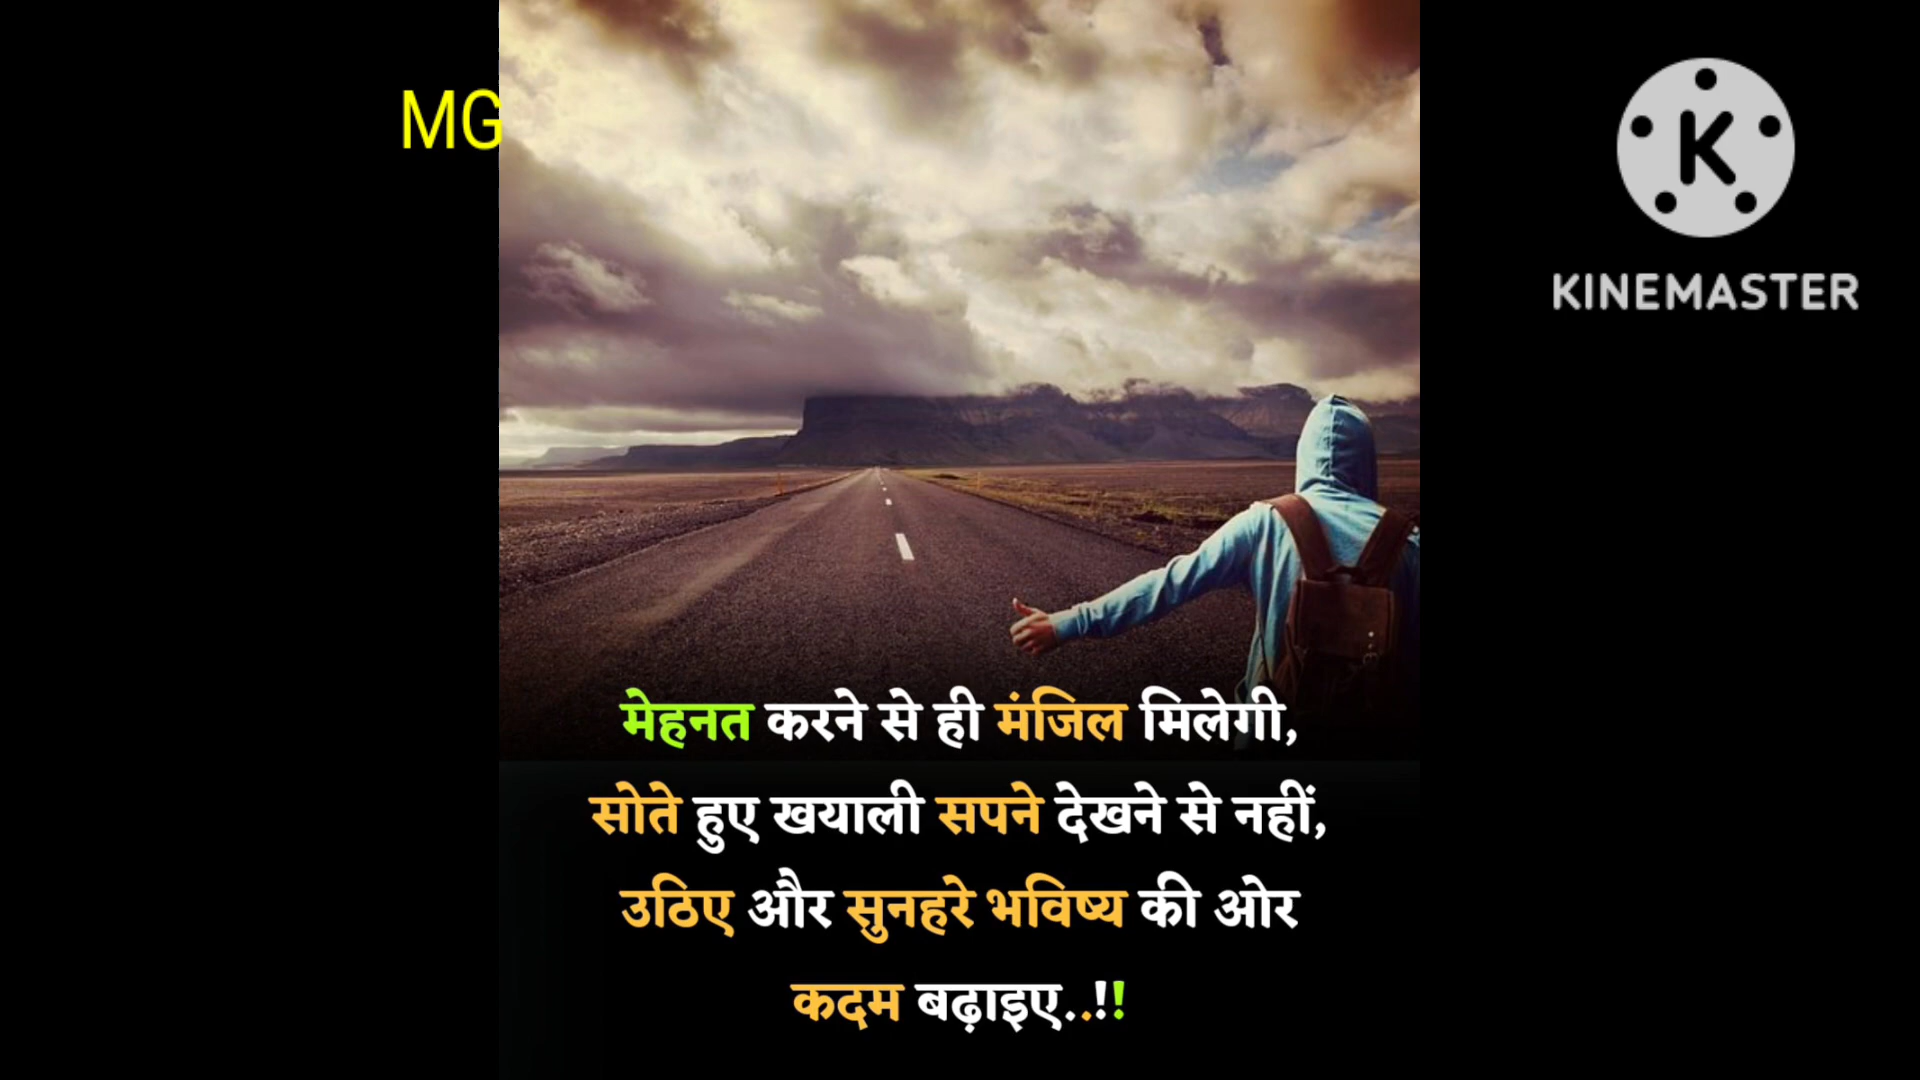 MG
KINEMASTER
मेहनत करने से ही मंजिल मिलेगी,
सोते हुए खयाली सपने देखने से नहीं,
उठिए और सुनहरे भविष्य की ओर
कदम बढ़ाइए..!!